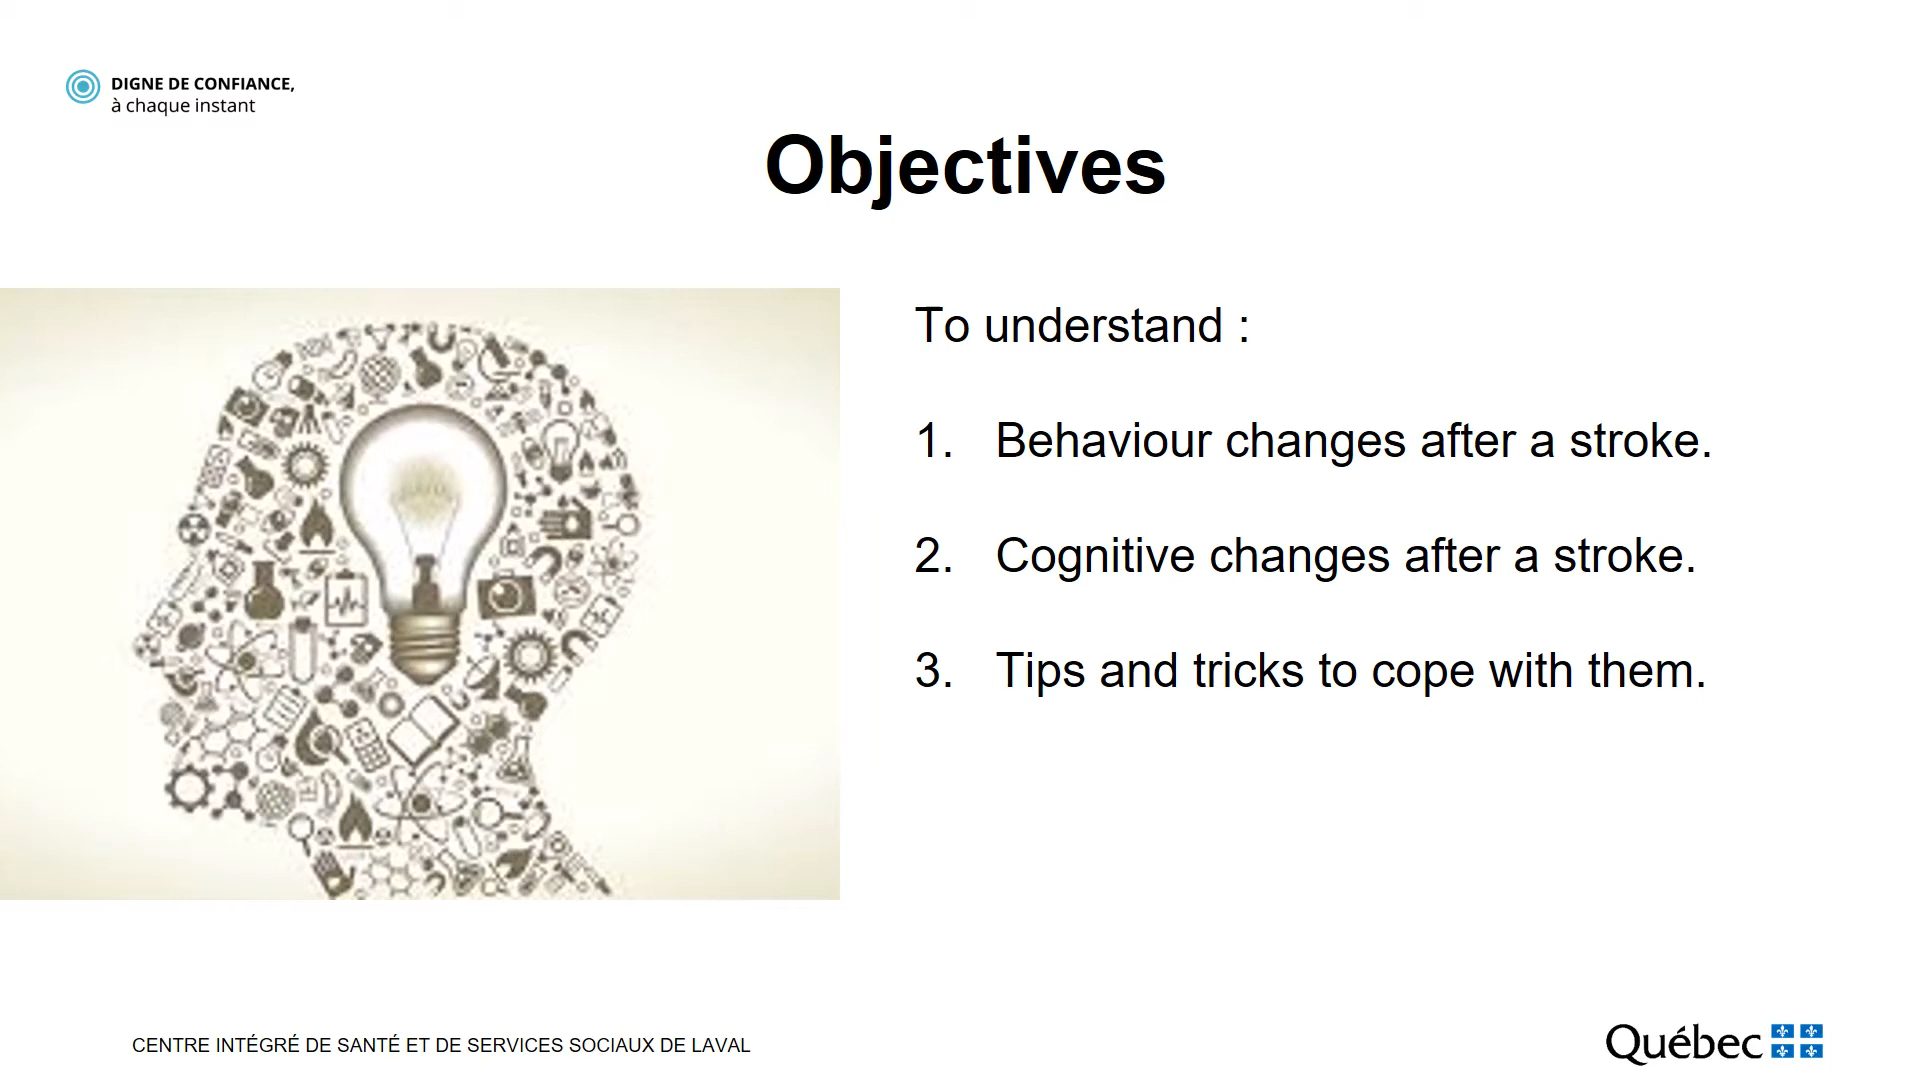 DIGNE DE CONFIANCE,
à chaque instant
Objectives
To understand :
1. Behaviour changes after a stroke.
2. Cognitive changes after a stroke.
3. Tips and tricks to cope with them.
CENTRE INTÉGRÉ DE SANTÉ ET DE SERVICES SOCIAUX DE LAVAL
Québec